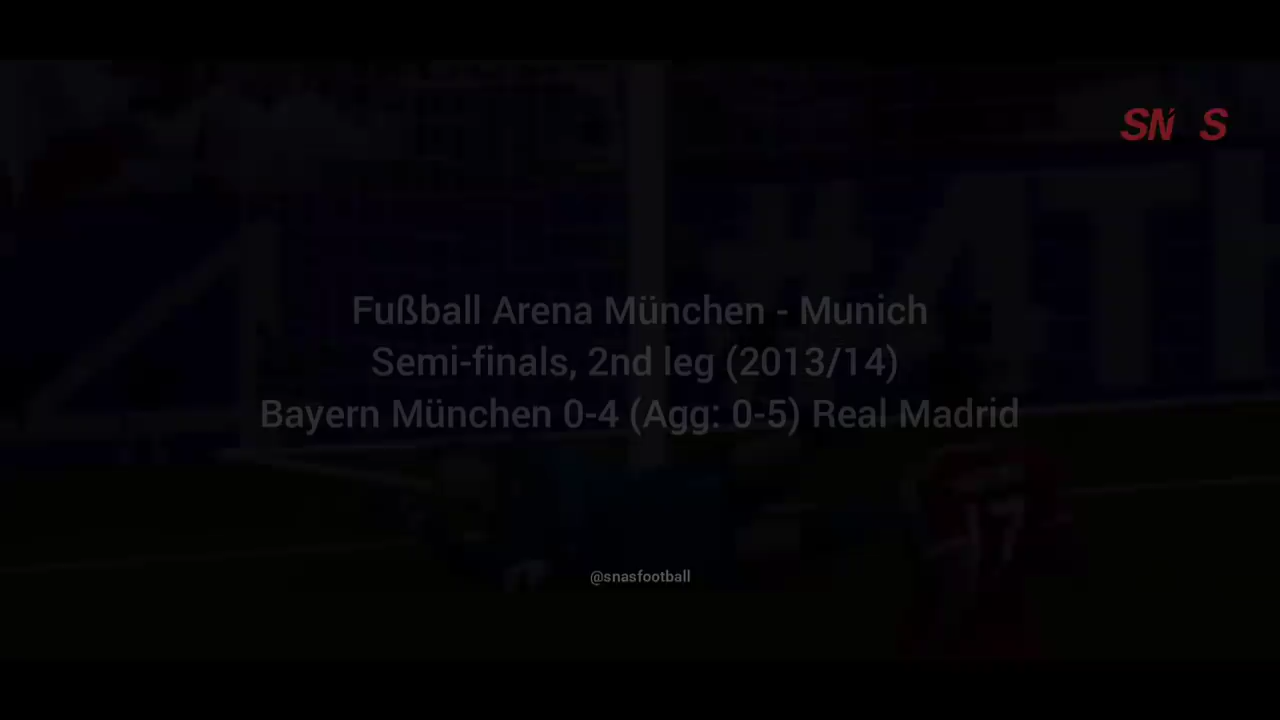 SN S
Fußball Arena München - Munich
Semi-finals, 2nd leg (2013/14)
Bayern München 0-4 (Agg: 0-5) Real Madrid
17
@snasfootball